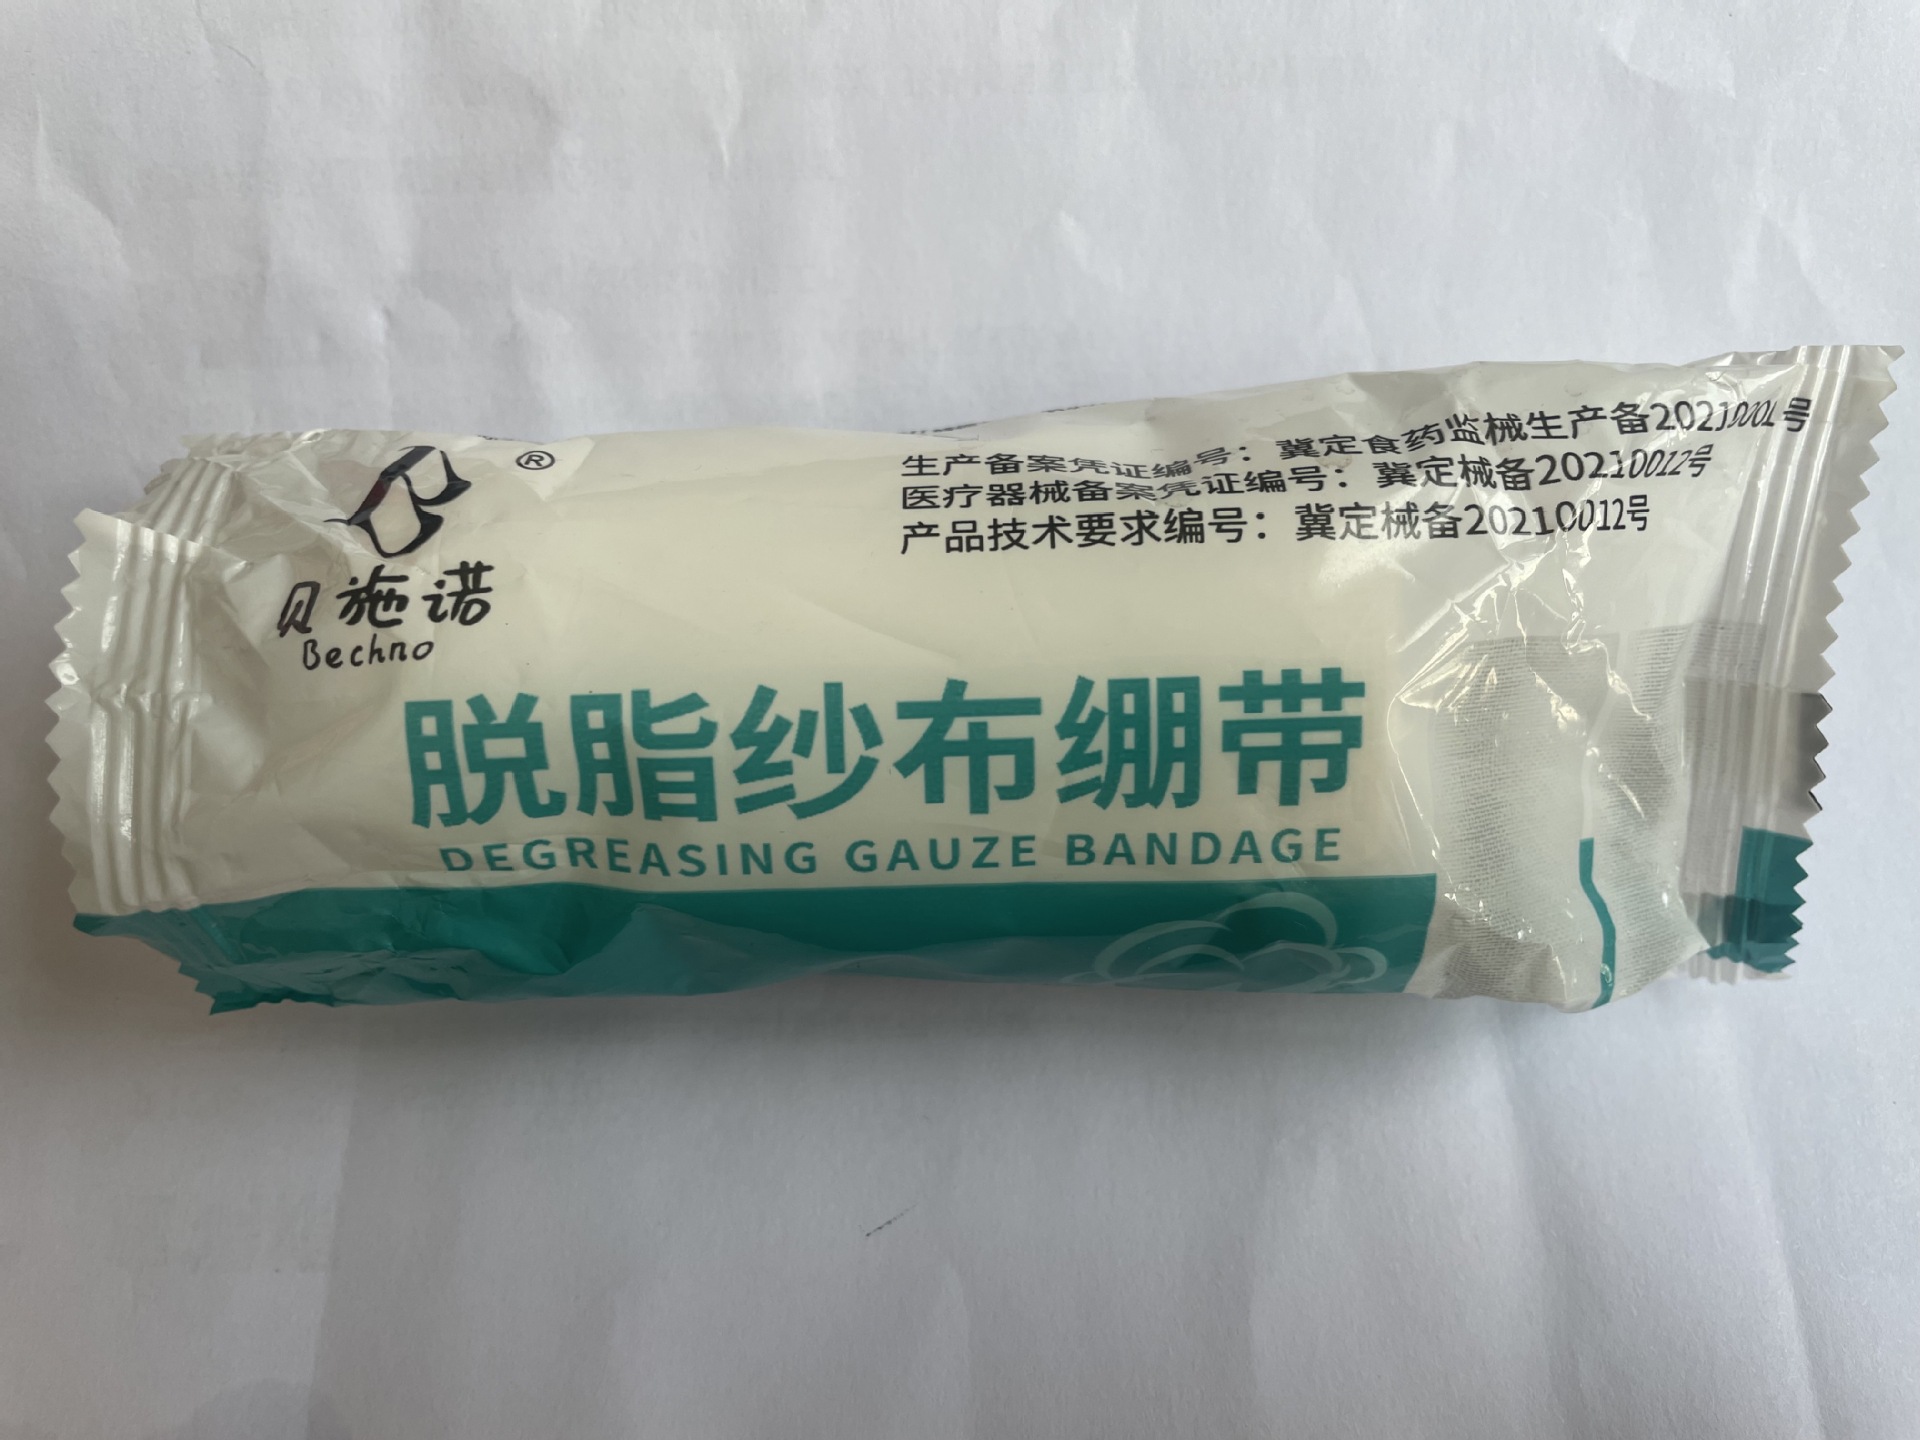 ®
贝施诺
Bechno
生产备案凭证编号：冀定食药监械生产备20210001号
医疗器械备案凭证编号：冀定械备20210012号
产品技术要求编号：冀定械备20210012号
脱脂纱布绷带
DEGREASING GAUZE BANDAGE